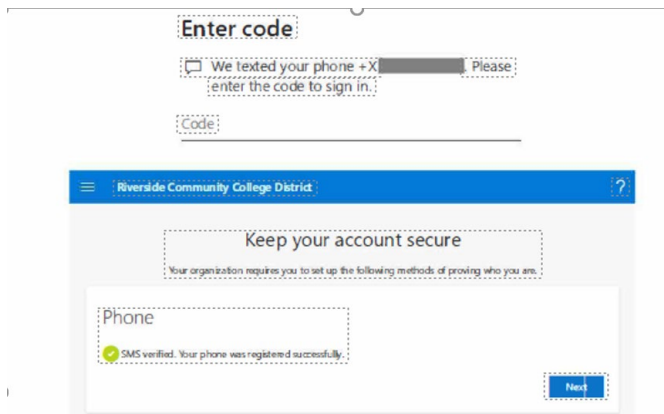 Enter code
We texted your phone +X . Please
enter the code to sign in.
Code
Riverside Community College District ?
Keep your account secure
Your organization requires you to set up the following methods of proving who you are.
Phone
SMS verified. Your phone was registered successfully.
Next